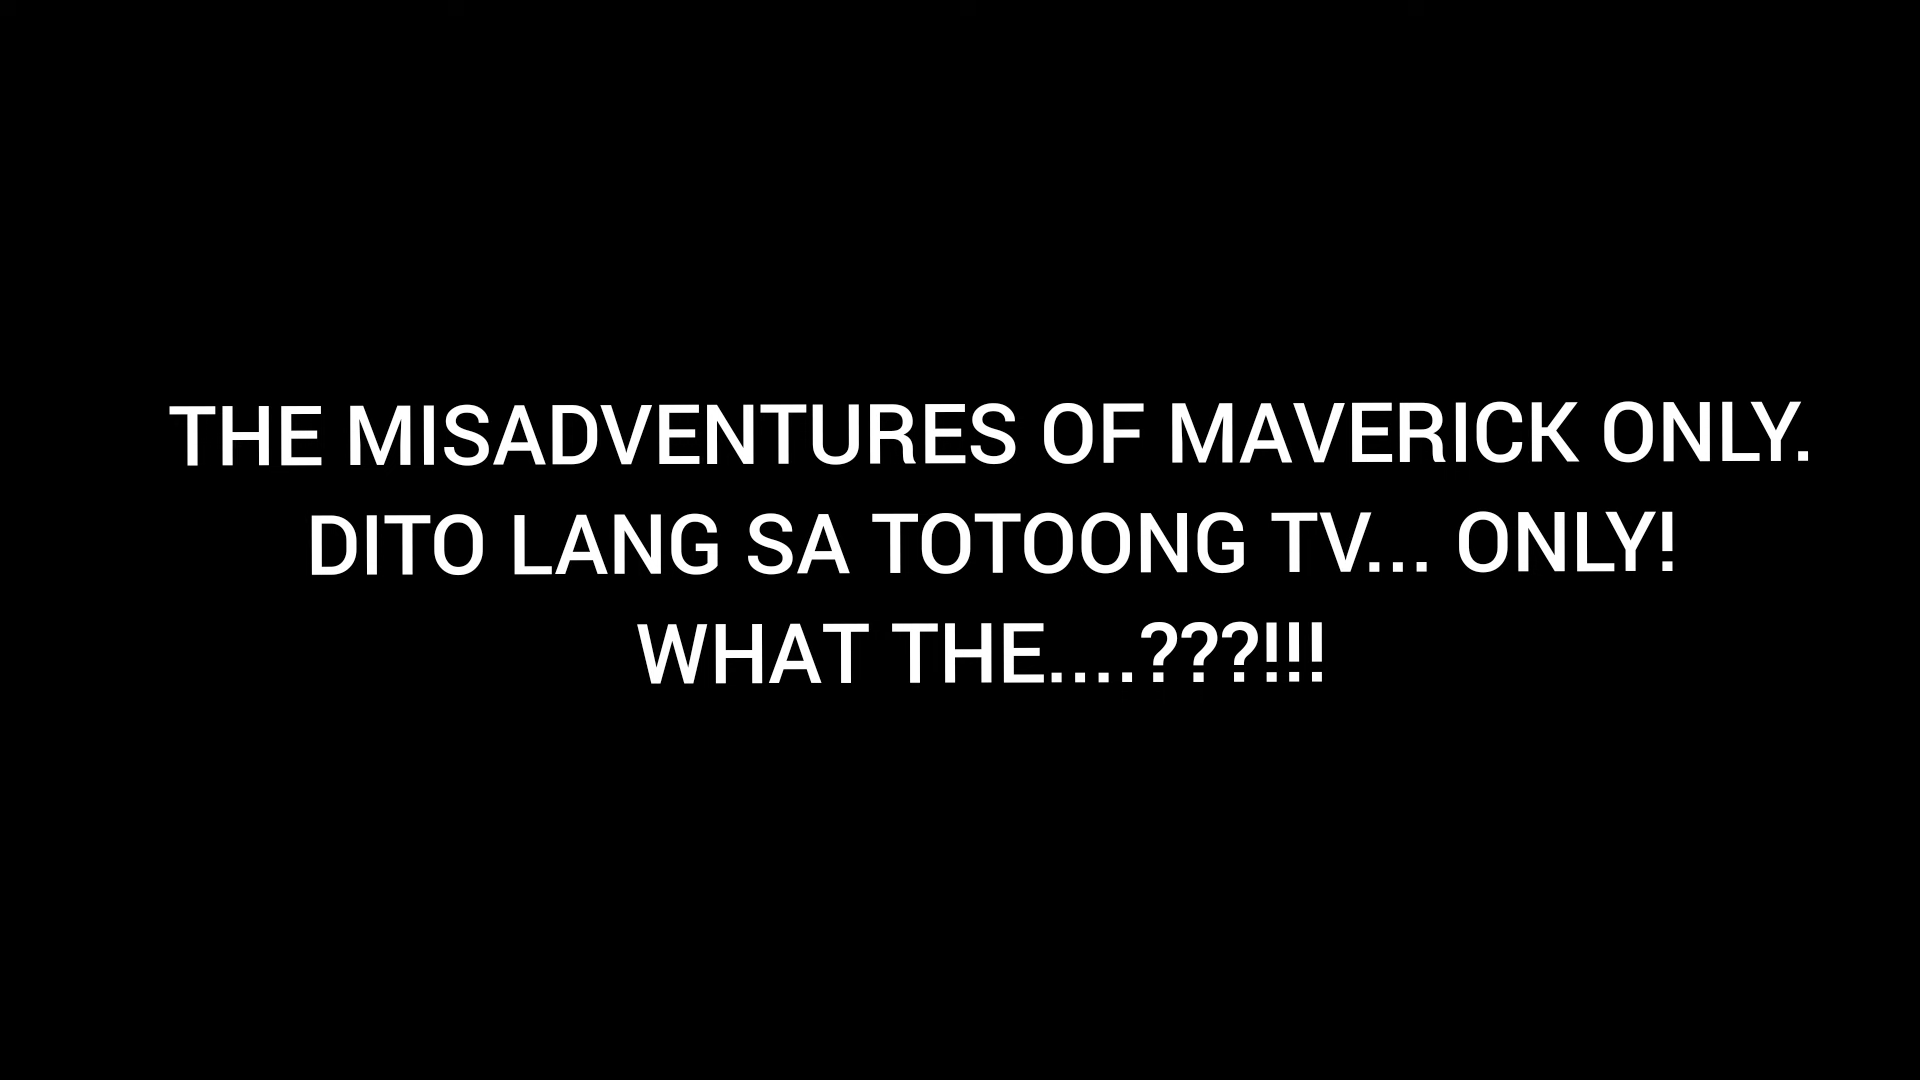 THE MISADVENTURES OF MAVERICK ONLY.
DITO LANG SA TOTOONG TV... ONLY!
WHAT THE....???!!!